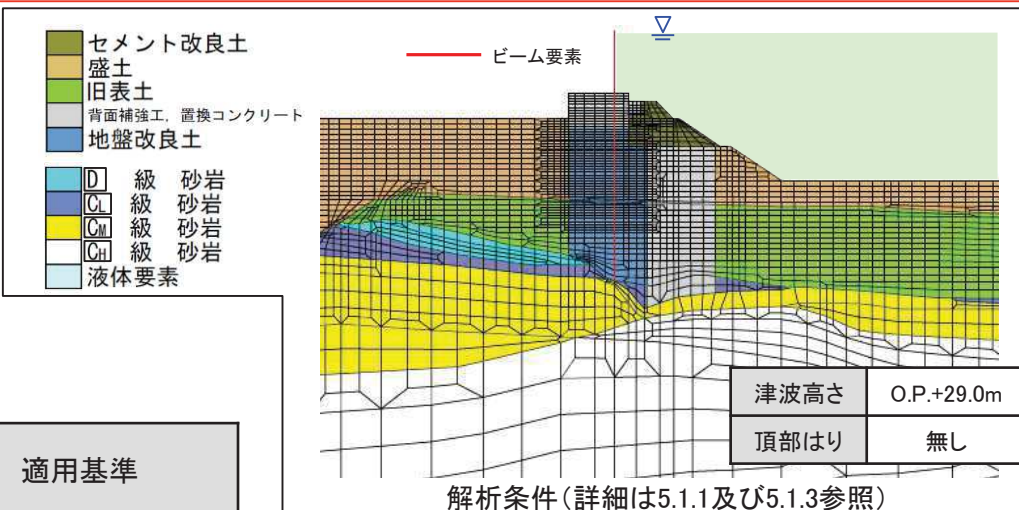 セメント改良土
盛土
旧表土
背面補強工, 置換コンクリート
地盤改良土
D 級 砂岩
CL 級 砂岩
CM 級 砂岩
CH 級 砂岩
液体要素
ビーム要素
津波高さ O.P.+29.0m
頂部はり 無し
解析条件(詳細は5.1.1及び5.1.3参照)
適用基準